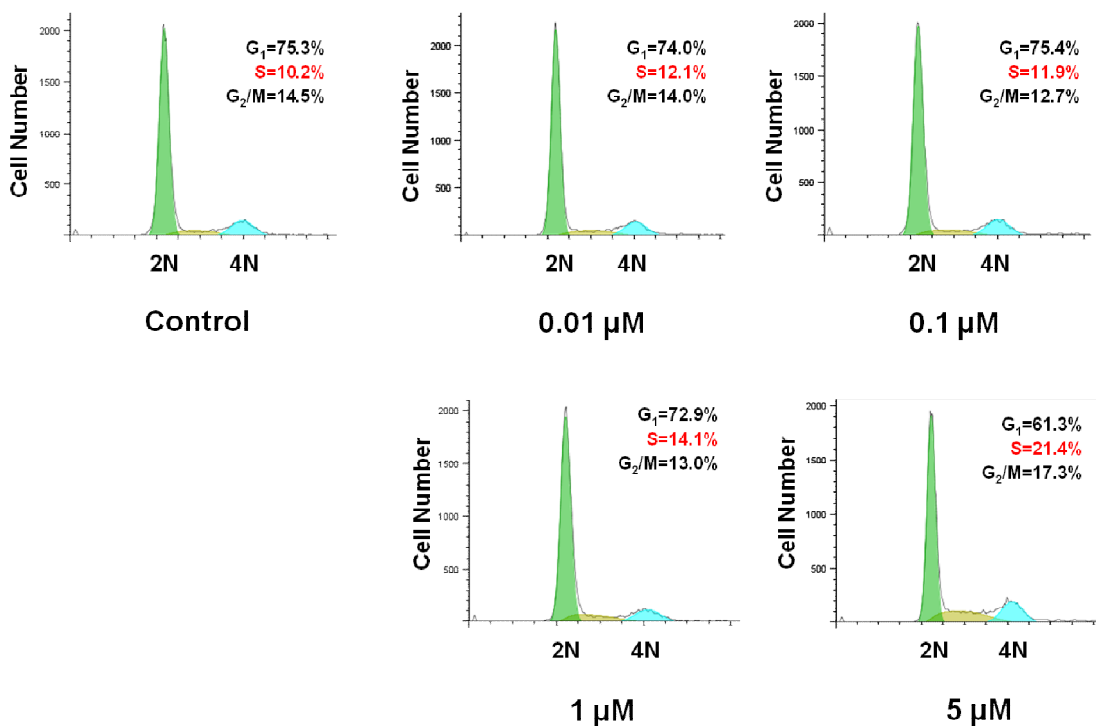 2000
1500
1000
500
Cell Number
G₁=75.3%
S=10.2%
G₂/M=14.5%
2N 4N
Control
2000
1500
1000
500
Cell Number
G₁=74.0%
S=12.1%
G₂/M=14.0%
2N 4N
0.01 µM
2000
1500
1000
500
Cell Number
G₁=75.4%
S=11.9%
G₂/M=12.7%
2N 4N
0.1 µM
2000
1500
1000
500
Cell Number
G₁=72.9%
S=14.1%
G₂/M=13.0%
2N 4N
1 µM
2000
1500
1000
500
Cell Number
G₁=61.3%
S=21.4%
G₂/M=17.3%
2N 4N
5 µM